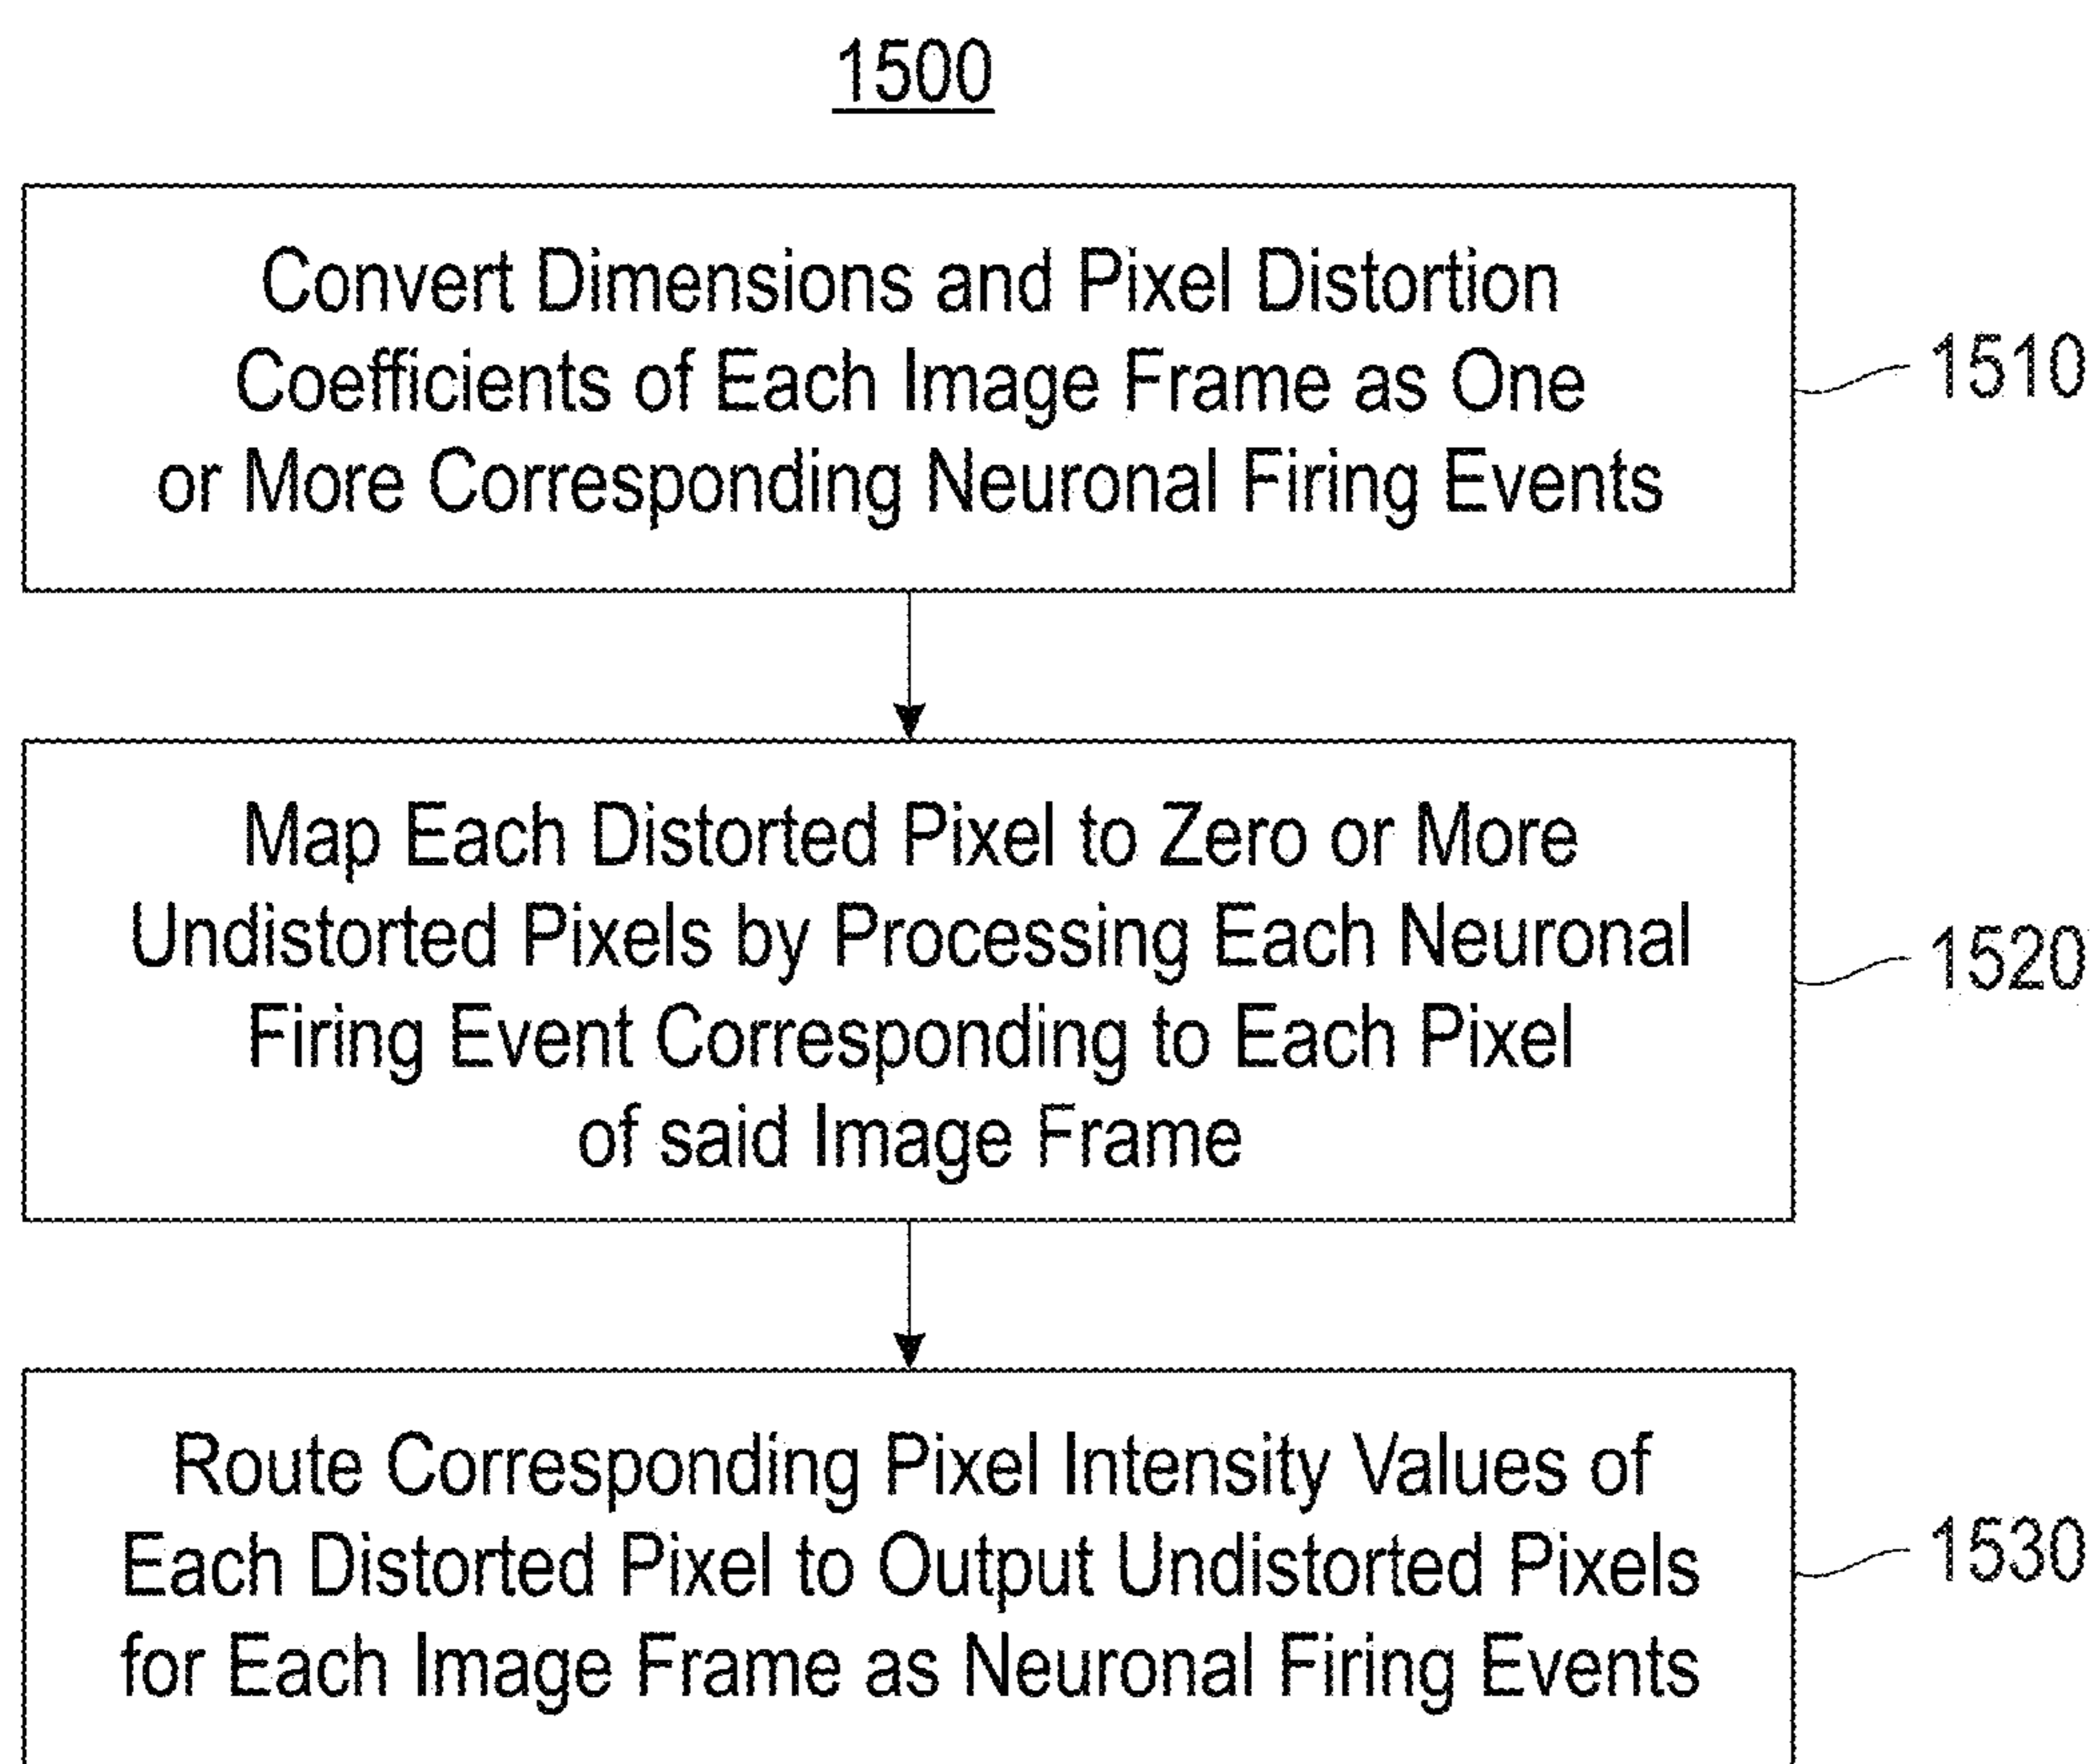 1500
Convert Dimensions and Pixel Distortion
Coefficients of Each Image Frame as One
or More Corresponding Neuronal Firing Events
1510
Map Each Distorted Pixel to Zero or More
Undistorted Pixels by Processing Each Neuronal
Firing Event Corresponding to Each Pixel
of said Image Frame
1520
Route Corresponding Pixel Intensity Values of
Each Distorted Pixel to Output Undistorted Pixels
for Each Image Frame as Neuronal Firing Events
1530